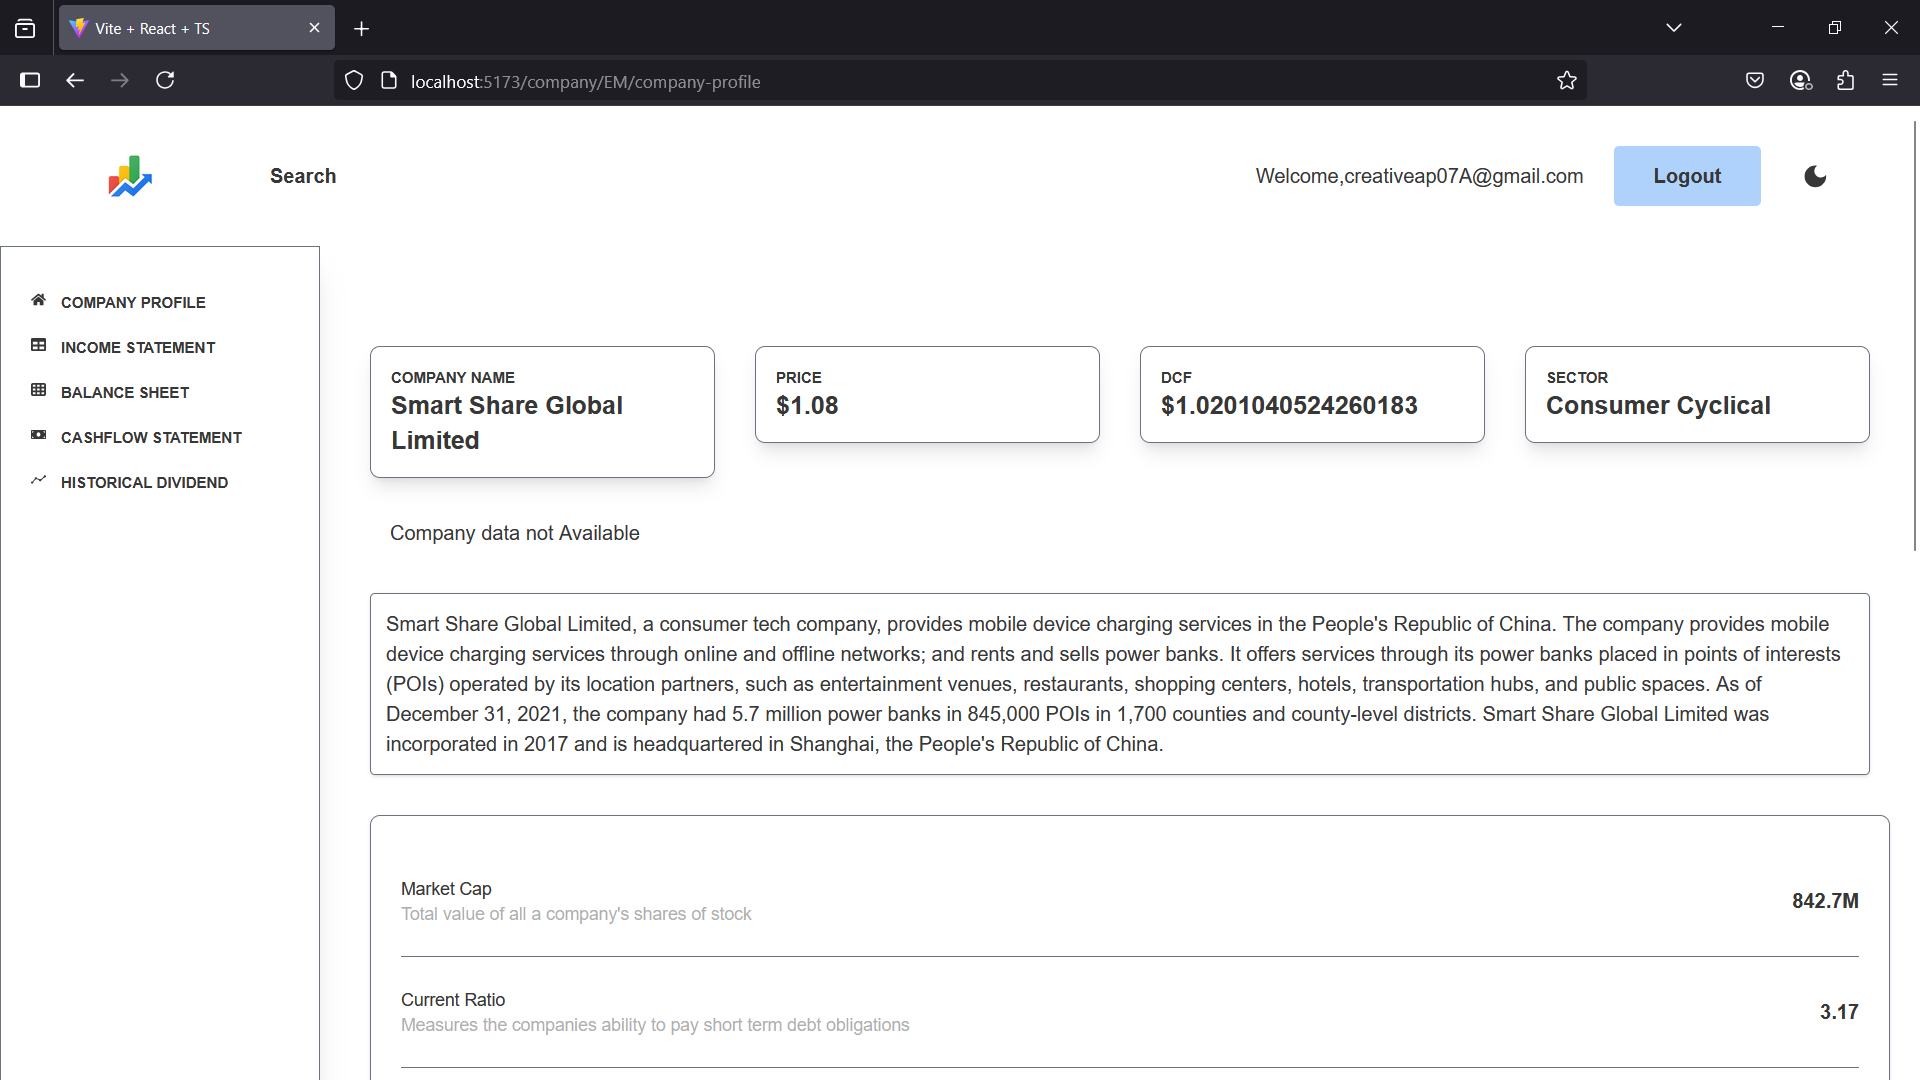 Vite + React + TS
localhost:5173/company/EM/company-profile
Search
Welcome,creativeap07A@gmail.com
Logout
COMPANY PROFILE
INCOME STATEMENT
BALANCE SHEET
CASHFLOW STATEMENT
HISTORICAL DIVIDEND
COMPANY NAME
Smart Share Global
Limited
PRICE
$1.08
DCF
$1.0201040524260183
SECTOR
Consumer Cyclical
Company data not Available
Smart Share Global Limited, a consumer tech company, provides mobile device charging services in the People's Republic of China. The company provides mobile
device charging services through online and offline networks; and rents and sells power banks. It offers services through its power banks placed in points of interests
(POIs) operated by its location partners, such as entertainment venues, restaurants, shopping centers, hotels, transportation hubs, and public spaces. As of
December 31, 2021, the company had 5.7 million power banks in 845,000 POIs in 1,700 counties and county-level districts. Smart Share Global Limited was
incorporated in 2017 and is headquartered in Shanghai, the People's Republic of China.
Market Cap
Total value of all a company's shares of stock
842.7M
Current Ratio
Measures the companies ability to pay short term debt obligations
3.17